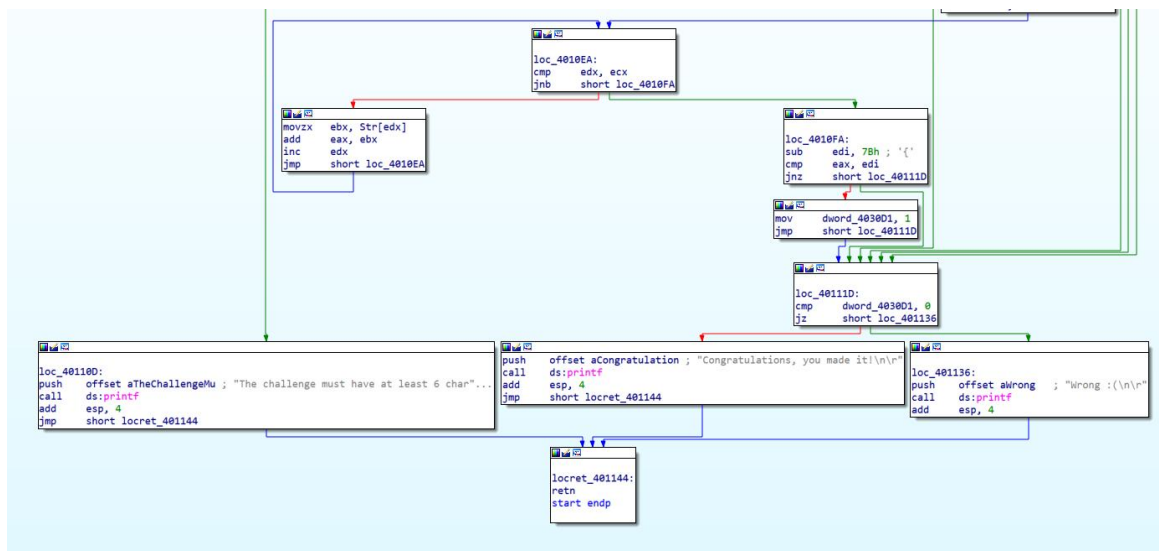 loc_4010EA:
cmp edx, ecx
jnb short loc_4010FA
movzx ebx, Str[edx]
add eax, ebx
inc edx
jmp short loc_4010EA
loc_4010FA:
sub edi, 7Bh ; '{'
cmp eax, edi
jnz short loc_40111D
mov dword_4030D1, 1
jmp short loc_40111D
loc_40111D:
cmp dword_4030D1, 0
jz short loc_401136
loc_40110D:
push offset aTheChallengeMu ; "The challenge must have at least 6 char"...
call ds:printf
add esp, 4
jmp short locret_401144
push offset aCongratulation ; "Congratulations, you made it!\n\r"
call ds:printf
add esp, 4
jmp short locret_401144
loc_401136:
push offset aWrong ; "Wrong :(\n\r"
call ds:printf
add esp, 4
locret_401144:
retn
start endp